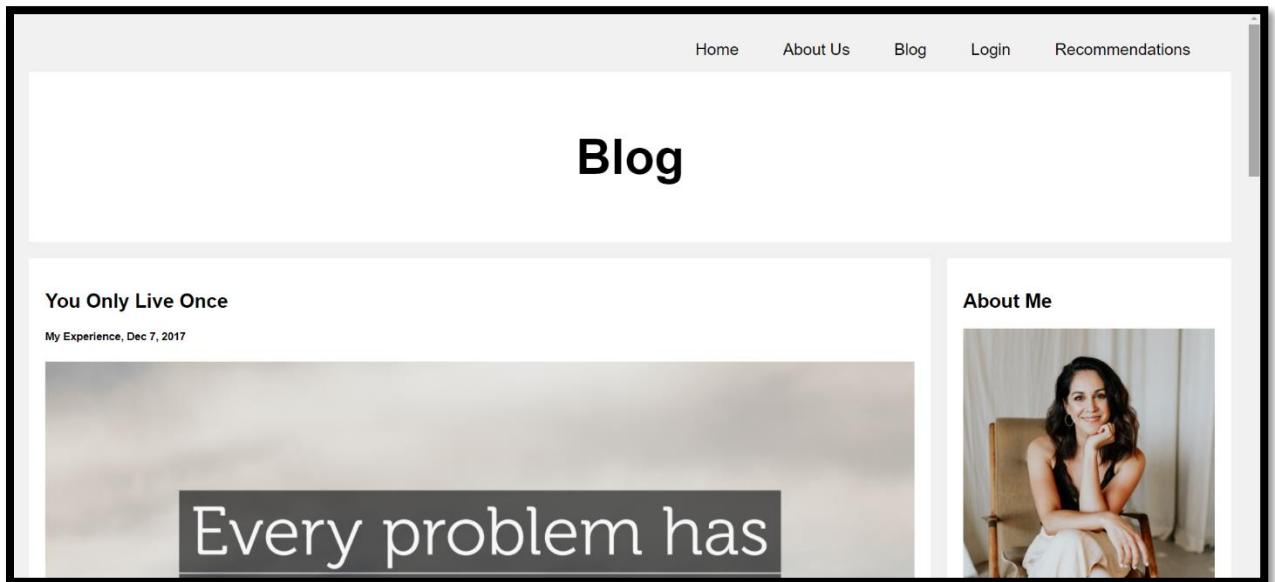 Home About Us Blog Login Recommendations
Blog
You Only Live Once
My Experience, Dec 7, 2017
Every problem has
About Me